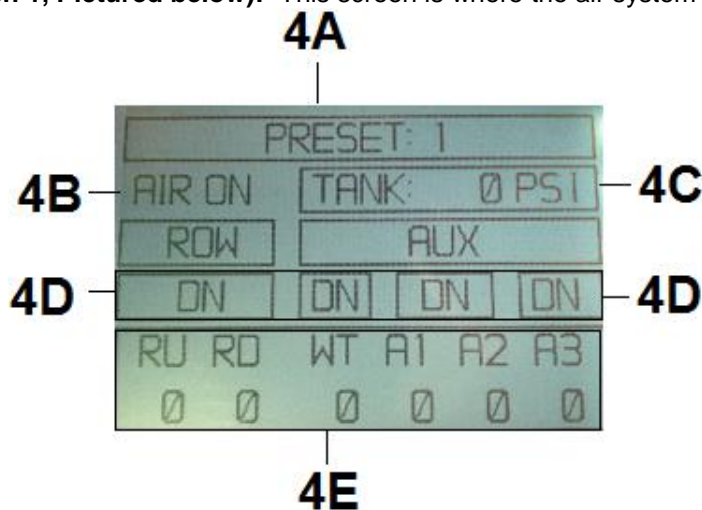 n 1, Pictured below). This screen is where the air system
4A
PRESET: 1
4B AIR ON TANK: 0 PSI 4C
ROW AUX
4D DN DN DN DN 4D
RU RD WT A1 A2 A3
0 0 0 0 0 0
4E